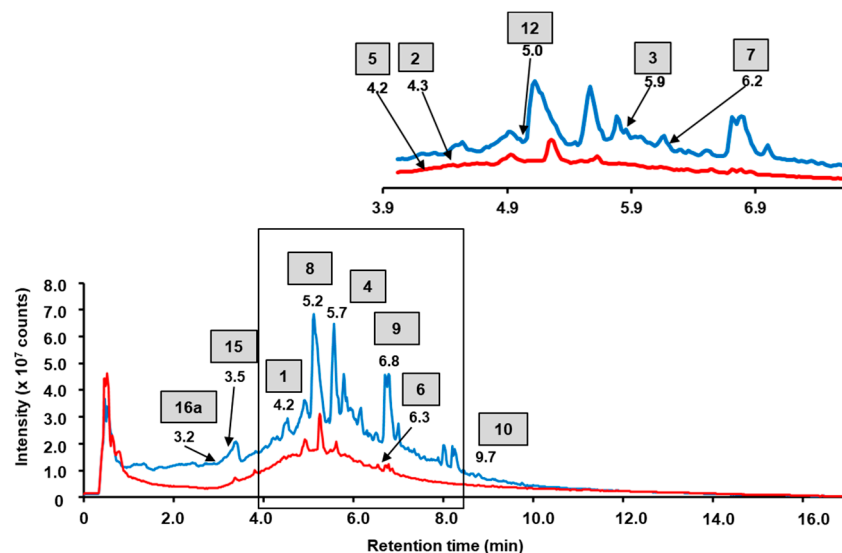 12
5 2 5.0 3 7
4.2 4.3 5.9 6.2
3.9 4.9 5.9 6.9
8
4
5.2 5.7
15 9
3.5 1 6.8 6
16a 4.2 6.3 10
3.2 9.7
Intensity (x 10⁷ counts)
8.0
7.0
6.0
5.0
4.0
3.0
2.0
1.0
0
0 2.0 4.0 6.0 8.0 10.0 12.0 14.0 16.0
Retention time (min)